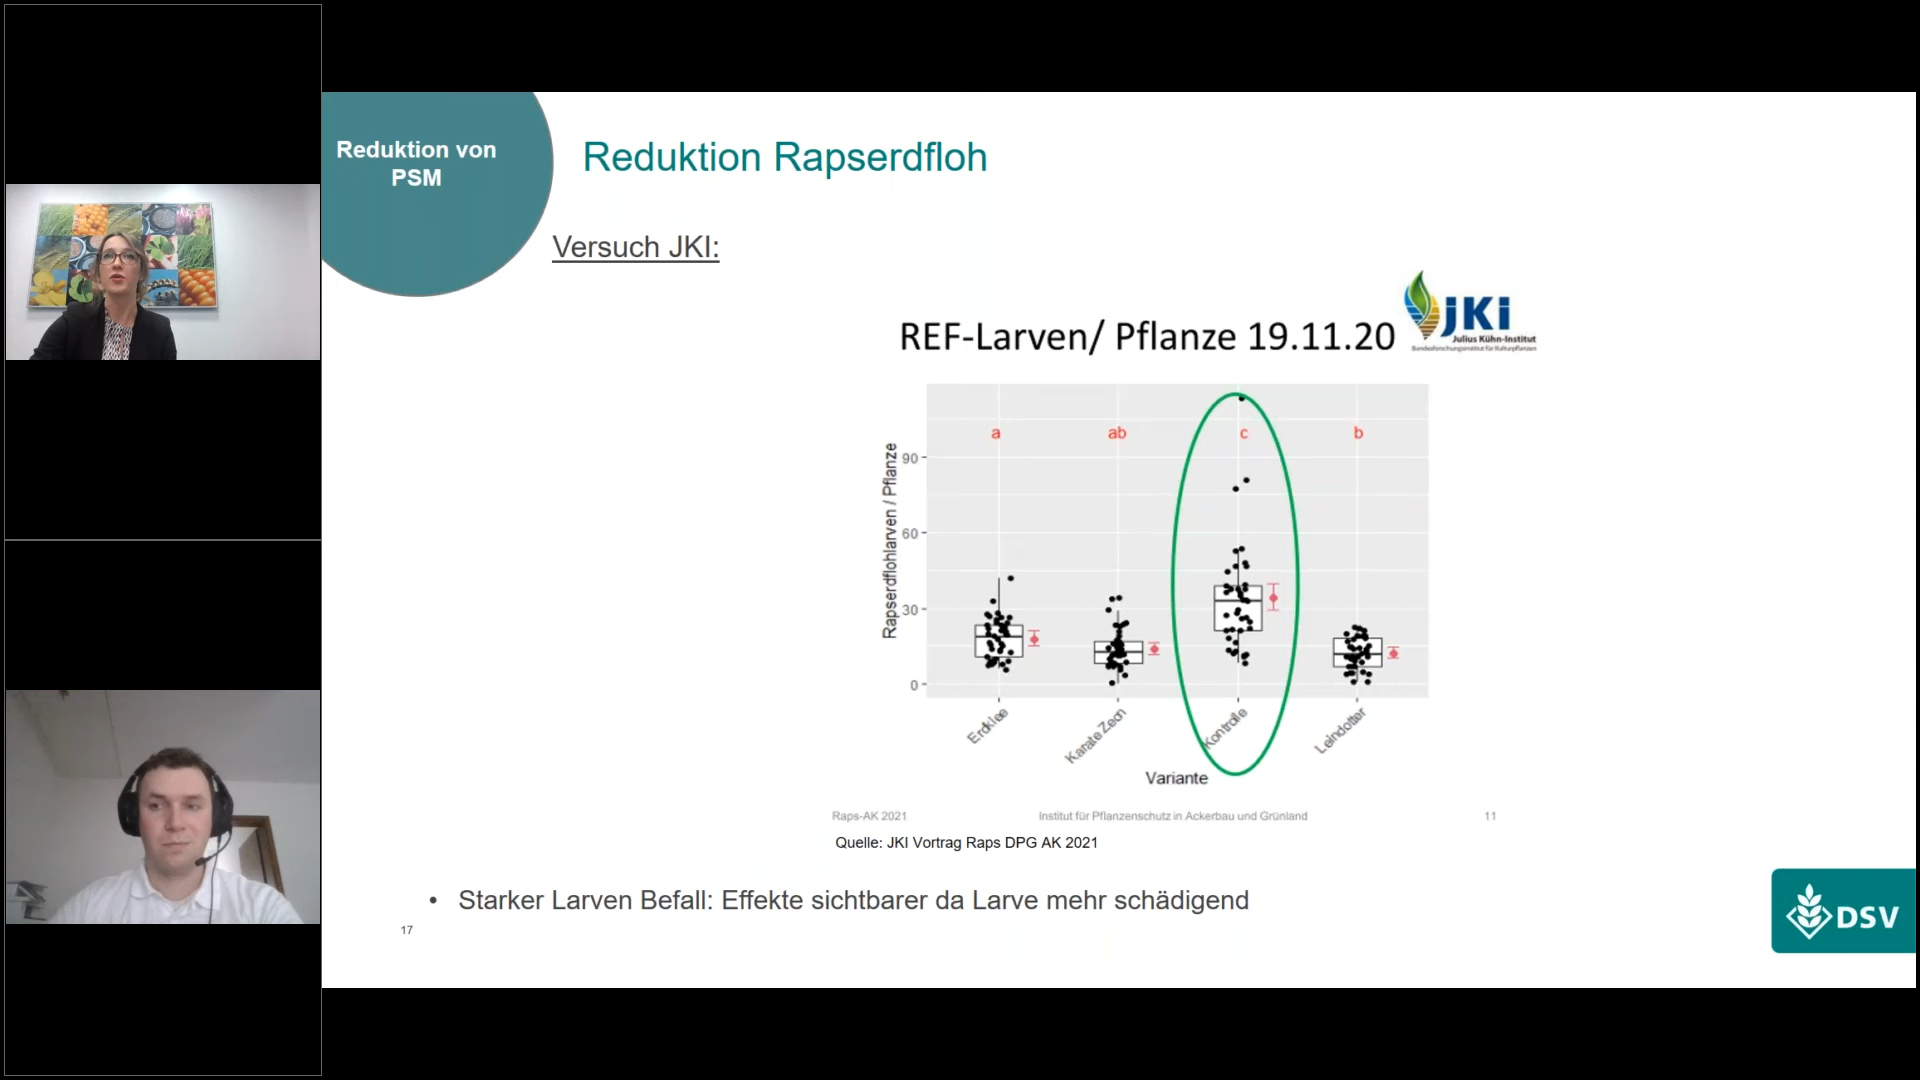 Reduktion von
PSM
Reduktion Rapserdfloh
Versuch JKI:
REF-Larven/ Pflanze 19.11.20
JKI
Julius Kühn-Institut
Bundesforschungsinstitut für Kulturpflanzen
a ab c b
Rapserdflohlarven / Pflanze
90
60
30
0
Erdklee
Karate Zeon
Kontrolle
Leindotter
Variante
Raps-AK 2021 Institut für Pflanzenschutz in Ackerbau und Grünland 11
Quelle: JKI Vortrag Raps DPG AK 2021
• Starker Larven Befall: Effekte sichtbarer da Larve mehr schädigend
17
DSV